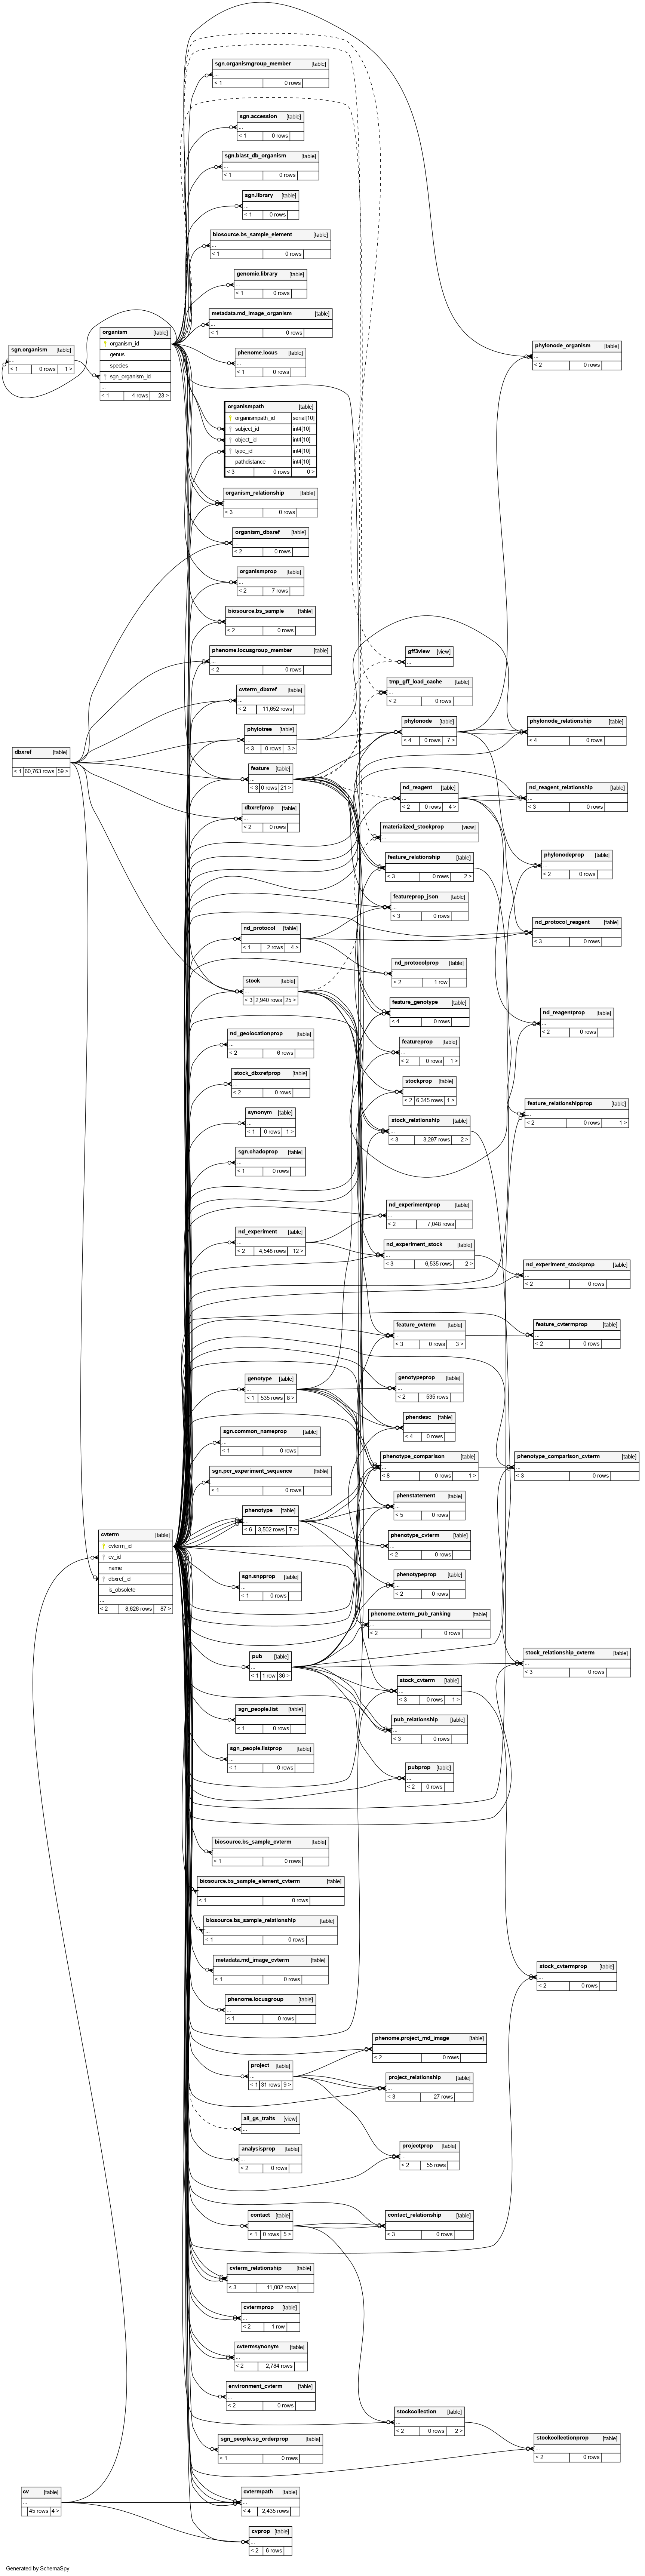 sgn.organismgroup_member [table]
...
< 1 0 rows
sgn.accession [table]
...
< 1 0 rows
sgn.blast_db_organism [table]
...
< 1 0 rows
sgn.library [table]
...
< 1 0 rows
biosource.bs_sample_element [table]
...
< 1 0 rows
genomic.library [table]
...
< 1 0 rows
metadata.md_image_organism [table]
...
< 1 0 rows
phenome.locus [table]
...
< 1 0 rows
sgn.organism [table]
...
< 1 0 rows 1 >
organism [table]
organism_id
genus
species
sgn_organism_id
...
< 1 4 rows 23 >
phylonode_organism [table]
...
< 2 0 rows
organismpath [table]
organismpath_id serial[10]
subject_id int4[10]
object_id int4[10]
type_id int4[10]
pathdistance int4[10]
< 3 0 rows 0 >
organism_relationship [table]
...
< 3 0 rows
organism_dbxref [table]
...
< 2 0 rows
organismprop [table]
...
< 2 7 rows
biosource.bs_sample [table]
...
< 2 0 rows
phenome.locusgroup_member [table]
...
< 2 0 rows
cvterm_dbxref [table]
...
< 2 11,652 rows
phylotree [table]
...
< 3 0 rows 3 >
dbxref [table]
...
< 1 60,763 rows 59 >
feature [table]
...
< 3 0 rows 21 >
dbxrefprop [table]
...
< 2 0 rows
gff3view [view]
...
tmp_gff_load_cache [table]
...
< 2 0 rows
phylonode [table]
...
< 4 0 rows 7 >
phylonode_relationship [table]
...
< 4 0 rows
nd_reagent [table]
...
< 2 0 rows 4 >
nd_reagent_relationship [table]
...
< 3 0 rows
materialized_stockprop [view]
...
feature_relationship [table]
...
< 3 0 rows 2 >
phylonodeprop [table]
...
< 2 0 rows
featureprop_json [table]
...
< 3 0 rows
nd_protocol [table]
...
< 1 2 rows 4 >
nd_protocol_reagent [table]
...
< 3 0 rows
nd_protocolprop [table]
...
< 2 1 row
stock [table]
...
< 3 2,940 rows 25 >
feature_genotype [table]
...
< 4 0 rows
nd_reagentprop [table]
...
< 2 0 rows
nd_geolocationprop [table]
...
< 2 6 rows
featureprop [table]
...
< 2 0 rows 1 >
stock_dbxrefprop [table]
...
< 2 0 rows
stockprop [table]
...
< 2 6,345 rows 1 >
synonym [table]
...
< 1 0 rows 1 >
stock_relationship [table]
...
< 3 3,297 rows 2 >
feature_relationshipprop [table]
...
< 2 0 rows 1 >
sgn.chadoprop [table]
...
< 1 0 rows
nd_experimentprop [table]
...
< 2 7,048 rows
nd_experiment [table]
...
< 2 4,548 rows 12 >
nd_experiment_stock [table]
...
< 3 6,535 rows 2 >
nd_experiment_stockprop [table]
...
< 2 0 rows
feature_cvterm [table]
...
< 3 0 rows 3 >
feature_cvtermprop [table]
...
< 2 0 rows
genotype [table]
...
< 1 535 rows 8 >
genotypeprop [table]
...
< 2 535 rows
sgn.common_nameprop [table]
...
< 1 0 rows
phendesc [table]
...
< 4 0 rows
sgn.pcr_experiment_sequence [table]
...
< 1 0 rows
phenotype_comparison [table]
...
< 8 0 rows 1 >
phenotype_comparison_cvterm [table]
...
< 3 0 rows
phenotype [table]
...
< 6 3,502 rows 7 >
phenstatement [table]
...
< 5 0 rows
cvterm [table]
cvterm_id
cv_id
name
dbxref_id
is_obsolete
...
< 2 8,626 rows 87 >
phenotype_cvterm [table]
...
< 2 0 rows
sgn.snpprop [table]
...
< 1 0 rows
phenotypeprop [table]
...
< 2 0 rows
phenome.cvterm_pub_ranking [table]
...
< 2 0 rows
pub [table]
...
< 1 1 row 36 >
stock_relationship_cvterm [table]
...
< 3 0 rows
stock_cvterm [table]
...
< 3 0 rows 1 >
sgn_people.list [table]
...
< 1 0 rows
pub_relationship [table]
...
< 3 0 rows
sgn_people.listprop [table]
...
< 1 0 rows
pubprop [table]
...
< 2 0 rows
biosource.bs_sample_cvterm [table]
...
< 1 0 rows
biosource.bs_sample_element_cvterm [table]
...
< 1 0 rows
biosource.bs_sample_relationship [table]
...
< 1 0 rows
metadata.md_image_cvterm [table]
...
< 1 0 rows
stock_cvtermprop [table]
...
< 2 0 rows
phenome.locusgroup [table]
...
< 1 0 rows
phenome.project_md_image [table]
...
< 2 0 rows
project [table]
...
< 1 31 rows 9 >
project_relationship [table]
...
< 3 27 rows
all_gs_traits [view]
...
analysisprop [table]
...
< 2 0 rows
projectprop [table]
...
< 2 55 rows
contact [table]
...
< 1 0 rows 5 >
contact_relationship [table]
...
< 3 0 rows
cvterm_relationship [table]
...
< 3 11,002 rows
cvtermprop [table]
...
< 2 1 row
cvtermsynonym [table]
...
< 2 2,784 rows
environment_cvterm [table]
...
< 2 0 rows
stockcollection [table]
...
< 2 0 rows 2 >
sgn_people.sp_orderprop [table]
...
< 1 0 rows
stockcollectionprop [table]
...
< 2 0 rows
cv [table]
...
45 rows 4 >
cvtermpath [table]
...
< 4 2,435 rows
cvprop [table]
...
< 2 6 rows
Generated by SchemaSpy